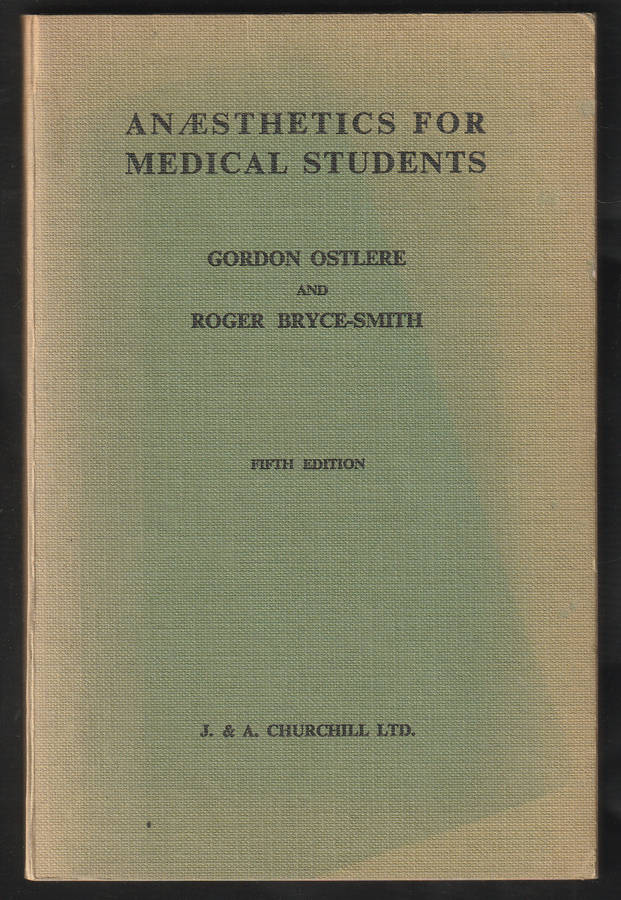 ANÆSTHETICS FOR
MEDICAL STUDENTS
GORDON OSTLERE
AND
ROGER BRYCE-SMITH
FIFTH EDITION
J. & A. CHURCHILL LTD.